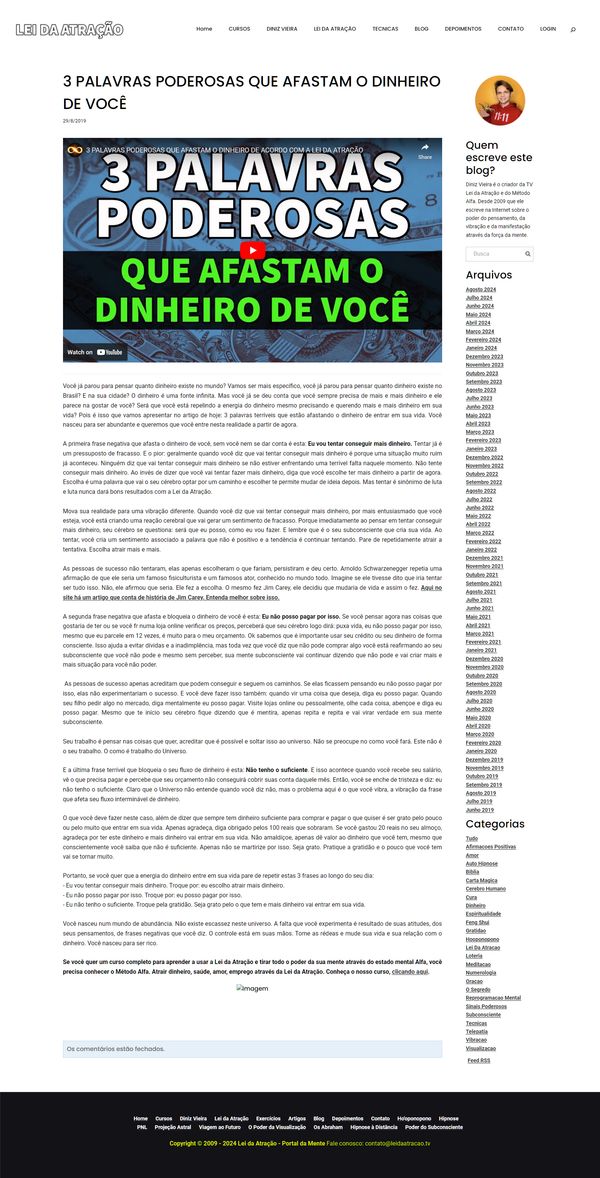 LEI DA ATRAÇÃO
Home CURSOS DINIZ VIEIRA LEI DA ATRAÇÃO TÉCNICAS BLOG DEPOIMENTOS CONTATO LOGIN
3 PALAVRAS PODEROSAS QUE AFASTAM O DINHEIRO
DE VOCÊ
29/8/2019
3 PALAVRAS PODEROSAS QUE AFASTAM O DINHEIRO DE ACORDO COM A LEI DA ATRAÇÃO
Share
3 PALAVRAS
PODEROSAS
QUE AFASTAM O
DINHEIRO DE VOCÊ
Watch on YouTube
Você já parou para pensar quanto dinheiro existe no mundo? Vamos ser mais específico, você já parou para pensar quanto dinheiro existe no
Brasil? E na sua cidade? O dinheiro é uma fonte infinita. Mas você já se deu conta que você sempre precisa de mais e mais dinheiro e ele
parece na gostar de você? Será que você está repelindo a energia do dinheiro mesmo precisando e querendo mais e mais dinheiro em sua
vida? Pois é isso que vamos apresentar no artigo de hoje: 3 palavras terríveis que estão afastando o dinheiro de entrar em sua vida. Você
nasceu para ser abundante e queremos que você entre nesta realidade a partir de agora.
A primeira frase negativa que afasta o dinheiro de você, sem você nem se dar conta é esta: Eu vou tentar conseguir mais dinheiro. Tentar já é
um pressuposto de fracasso. E o pior: geralmente quando você diz que vai tentar conseguir mais dinheiro é porque uma situação muito ruim
já aconteceu. Ninguém diz que vai tentar conseguir mais dinheiro se não estiver enfrentando uma terrível falta naquele momento. Não tente
conseguir mais dinheiro. Ao invés de dizer que você vai tentar fazer mais dinheiro, diga que você escolhe ter mais dinheiro a partir de agora.
Escolha é uma palavra que vai o seu cérebro optar por um caminho e escolher te permite mudar de ideia depois. Mas tentar é sinônimo de luta
e luta nunca dará bons resultados com a Lei da Atração.
Mova sua realidade para uma vibração diferente. Quando você diz que vai tentar conseguir mais dinheiro, por mais entusiasmado que você
esteja, você está criando uma reação cerebral que vai gerar um sentimento de fracasso. Porque imediatamente ao pensar em tentar conseguir
mais dinheiro, seu cérebro se questiona: será que eu posso, como eu vou fazer. E lembre que é o seu subconsciente que cria sua vida. Ao
tentar, você cria um sentimento associado a palavra que não é positivo e a tendência é continuar tentando. Pare de repetidamente atrair a
tentativa. Escolha atrair mais e mais.
As pessoas de sucesso não tentaram, elas apenas escolheram o que fariam, persistiram e deu certo. Arnoldo Schwarzenegger repetia uma
afirmação de que ele seria um famoso fisiculturista e um famosos ator, conhecido no mundo todo. Imagine se ele tivesse dito que iria tentar
ser tudo isso. Não, ele afirmou que seria. Ele fez a escolha. O mesmo fez Jim Carey, ele decidiu que mudaria de vida e assim o fez. Aqui no
site há um artigo que conta de história de Jim Carey. Entenda melhor sobre isso.
A segunda frase negativa que afasta e bloqueia o dinheiro de você é esta: Eu não posso pagar por isso. Se você pensar agora nas coisas que
gostaria de ter ou se você fr numa loja online verificar os preços, perceberá que seu cérebro logo dirá: puxa vida, eu não posso pagar por isso,
mesmo que eu parcele em 12 vezes, é muito para o meu orçamento. Ok sabemos que é importante usar seu crédito ou seu dinheiro de forma
consciente. Isso ajuda a evitar dívidas e a inadimplência, mas toda vez que você diz que não pode comprar algo você está reafirmando ao seu
subconsciente que você não pode e mesmo sem perceber, sua mente subconsciente vai continuar dizendo que não pode e vai criar mais e
mais situação para você não poder.
As pessoas de sucesso apenas acreditam que podem conseguir e seguem os caminhos. Se elas ficassem pensando eu não posso pagar por
isso, elas não experimentariam o sucesso. E você deve fazer isso também: quando vir uma coisa que deseja, diga eu posso pagar. Quando
seu filho pedir algo no mercado, diga mentalmente eu posso pagar. Visite lojas online ou pessoalmente, olhe cada coisa, abençoe e diga eu
posso pagar. Mesmo que te início seu cérebro fique dizendo que é mentira, apenas repita e repita e vai virar verdade em sua mente
subconsciente.
Seu trabalho é pensar nas coisas que quer, acreditar que é possível e soltar isso ao universo. Não se preocupe no como você fará. Este não é
o seu trabalho. O como é trabalho do Universo.
E a última frase terrível que bloqueia o seu fluxo de dinheiro é esta: Não tenho o suficiente. E isso acontece quando você recebe seu salário,
vê o que precisa pagar e percebe que seu orçamento não conseguirá cobrir suas conta daquele mês. Então, você se enche de tristeza e diz: eu
não tenho o suficiente. Claro que o Universo não entende quando você diz não, mas o problema aqui é o que você vibra, a vibração da frase
que afeta seu fluxo interminável de dinheiro.
O que você deve fazer neste caso, além de dizer que sempre tem dinheiro suficiente para comprar e pagar o que quiser é ser grato pelo pouco
ou pelo muito que entrar em sua vida. Apenas agradeça, diga obrigado pelos 100 reais que sobraram. Se você gastou 20 reais no seu almoço,
agradeça por ter este dinheiro e mais dinheiro vai entrar em sua vida. Não amaldiçoe, apenas dê valor ao dinheiro que você tem, mesmo que
conscientemente você saiba que não é suficiente. Apenas não se martirize por isso. Seja grato. Pratique a gratidão e o pouco que você tem
vai se tornar muito.
Portanto, se você quer que a energia do dinheiro entre em sua vida pare de repetir estas 3 frases ao longo do seu dia:
- Eu vou tentar conseguir mais dinheiro. Troque por: eu escolho atrair mais dinheiro.
- Eu não posso pagar por isso. Troque por: eu posso pagar por isso.
- Eu não tenho o suficiente. Troque pela gratidão. Seja grato pelo o que tem e mais dinheiro vai entrar em sua vida.
Você nasceu num mundo de abundância. Não existe escassez neste universo. A falta que você experimenta é resultado de suas atitudes, dos
seus pensamentos, de frases negativas que você diz. O controle está em suas mãos. Tome as rédeas e mude sua vida e sua relação com o
dinheiro. Você nasceu para ser rico.
Se você quer um curso completo para aprender a usar a Lei da Atração e tirar todo o poder da sua mente através do estado mental Alfa, você
precisa conhecer o Método Alfa. Atrair dinheiro, saúde, amor, emprego através da Lei da Atração. Conheça o nosso curso, clicando aqui.
Imagem
Os comentários estão fechados.
11:11
Quem
escreve este
blog?
Diniz Vieira é o criador da TV
Lei da Atração e do Método
Alfa. Desde 2009 que ele
escreve na Internet sobre o
poder do pensamento, da
vibração e da manifestação
através da força da mente.
Busca
Arquivos
Agosto 2024
Julho 2024
Junho 2024
Maio 2024
Abril 2024
Março 2024
Fevereiro 2024
Janeiro 2024
Dezembro 2023
Novembro 2023
Outubro 2023
Setembro 2023
Agosto 2023
Julho 2023
Junho 2023
Maio 2023
Abril 2023
Março 2023
Fevereiro 2023
Janeiro 2023
Dezembro 2022
Novembro 2022
Outubro 2022
Setembro 2022
Agosto 2022
Julho 2022
Junho 2022
Maio 2022
Abril 2022
Março 2022
Fevereiro 2022
Janeiro 2022
Dezembro 2021
Novembro 2021
Outubro 2021
Setembro 2021
Agosto 2021
Julho 2021
Junho 2021
Maio 2021
Abril 2021
Março 2021
Fevereiro 2021
Janeiro 2021
Dezembro 2020
Novembro 2020
Outubro 2020
Setembro 2020
Agosto 2020
Julho 2020
Junho 2020
Maio 2020
Abril 2020
Março 2020
Fevereiro 2020
Janeiro 2020
Dezembro 2019
Novembro 2019
Outubro 2019
Setembro 2019
Agosto 2019
Julho 2019
Junho 2019
Categorias
Tudo
Afirmacoes Positivas
Amor
Auto Hipnose
Biblia
Carta Magica
Cerebro Humano
Cura
Dinheiro
Espiritualidade
Feng Shui
Gratidao
Hooponopono
Lei Da Atracao
Loteria
Meditacao
Numerologia
Oracao
O Segredo
Reprogramacao Mental
Sinais Poderosos
Subconsciente
Tecnicas
Telepatia
Vibracao
Visualizacao
Feed RSS
Home Cursos Diniz Vieira Lei da Atração Exercícios Artigos Blog Depoimentos Contato Ho'oponopono Hipnose
PNL Projeção Astral Viagem ao Futuro O Poder da Visualização Os Abraham Hipnose à Distância Poder do Subconsciente
Copyright © 2009 - 2024 Lei da Atração - Portal da Mente Fale conosco: contato@leidaatracao.tv